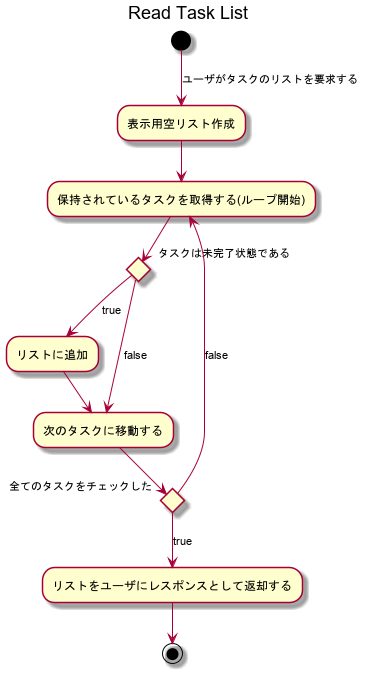 Read Task List
ユーザがタスクのリストを要求する
表示用空リスト作成
保持されているタスクを取得する(ループ開始)
タスクは未完了状態である
true
リストに追加
false
false
次のタスクに移動する
全てのタスクをチェックした
true
リストをユーザにレスポンスとして返却する